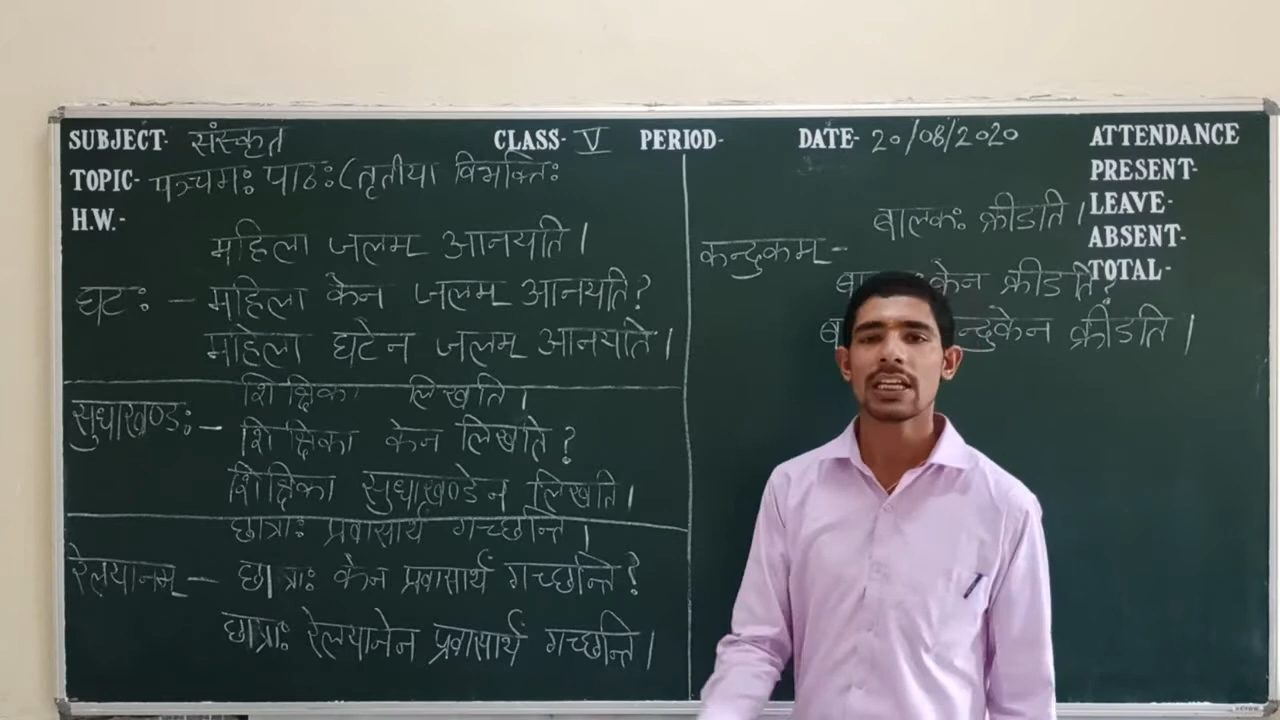 SUBJECT- संस्कृत CLASS- V PERIOD- DATE- 20/08/2020 ATTENDANCE
TOPIC- पञ्चमः पाठः (तृतीया विभक्तिः
PRESENT-
H.W.-
LEAVE-
ABSENT-
TOTAL-
महिला जलम् आनयति।
घटः - महिला केन जलम् आनयति?
महिला घटेन जलम् आनयति।
शिक्षिका लिखति।
सुधाखण्डः - शिक्षिका केन लिखति?
शिक्षिका सुधाखण्डेन लिखति।
छात्राः प्रवासार्थं गच्छन्ति।
रेलयानम् - छात्राः केन प्रवासार्थं गच्छन्ति?
छात्राः रेलयानेन प्रवासार्थं गच्छन्ति।
बालकः क्रीडति।
कन्दुकम् -
केन क्रीडति?
न्दुकेन क्रीडति।